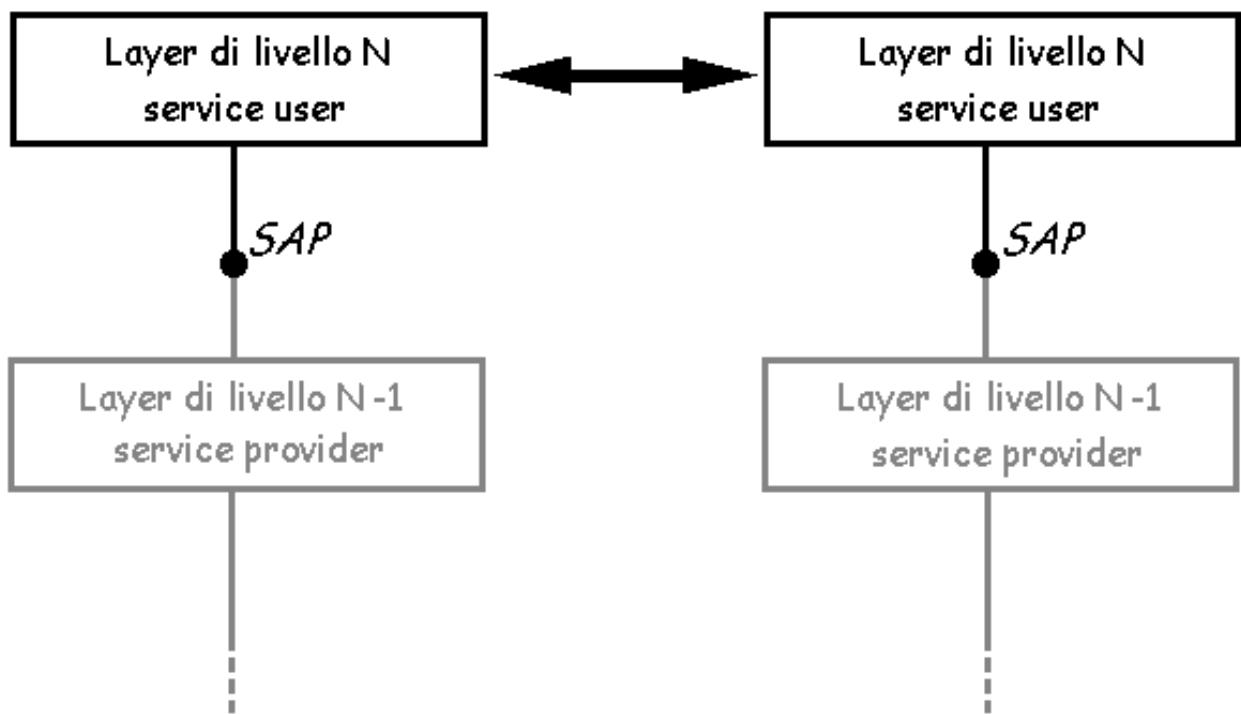 Layer di livello N
service user
Layer di livello N
service user
SAP
SAP
Layer di livello N-1
service provider
Layer di livello N-1
service provider